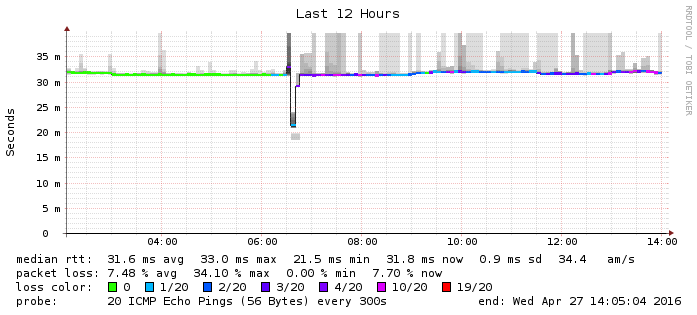 Last 12 Hours
RRDTOOL / TOBI OETIKER
Seconds
35 m
30 m
25 m
20 m
15 m
10 m
5 m
0
04:00 06:00 08:00 10:00 12:00 14:00
median rtt: 31.6 ms avg 33.0 ms max 21.5 ms min 31.8 ms now 0.9 ms sd 34.4 am/s
packet loss: 7.48 % avg 34.10 % max 0.00 % min 7.70 % now
loss color: 0 1/20 2/20 3/20 4/20 10/20 19/20
probe: 20 ICMP Echo Pings (56 Bytes) every 300s end: Wed Apr 27 14:05:04 2016